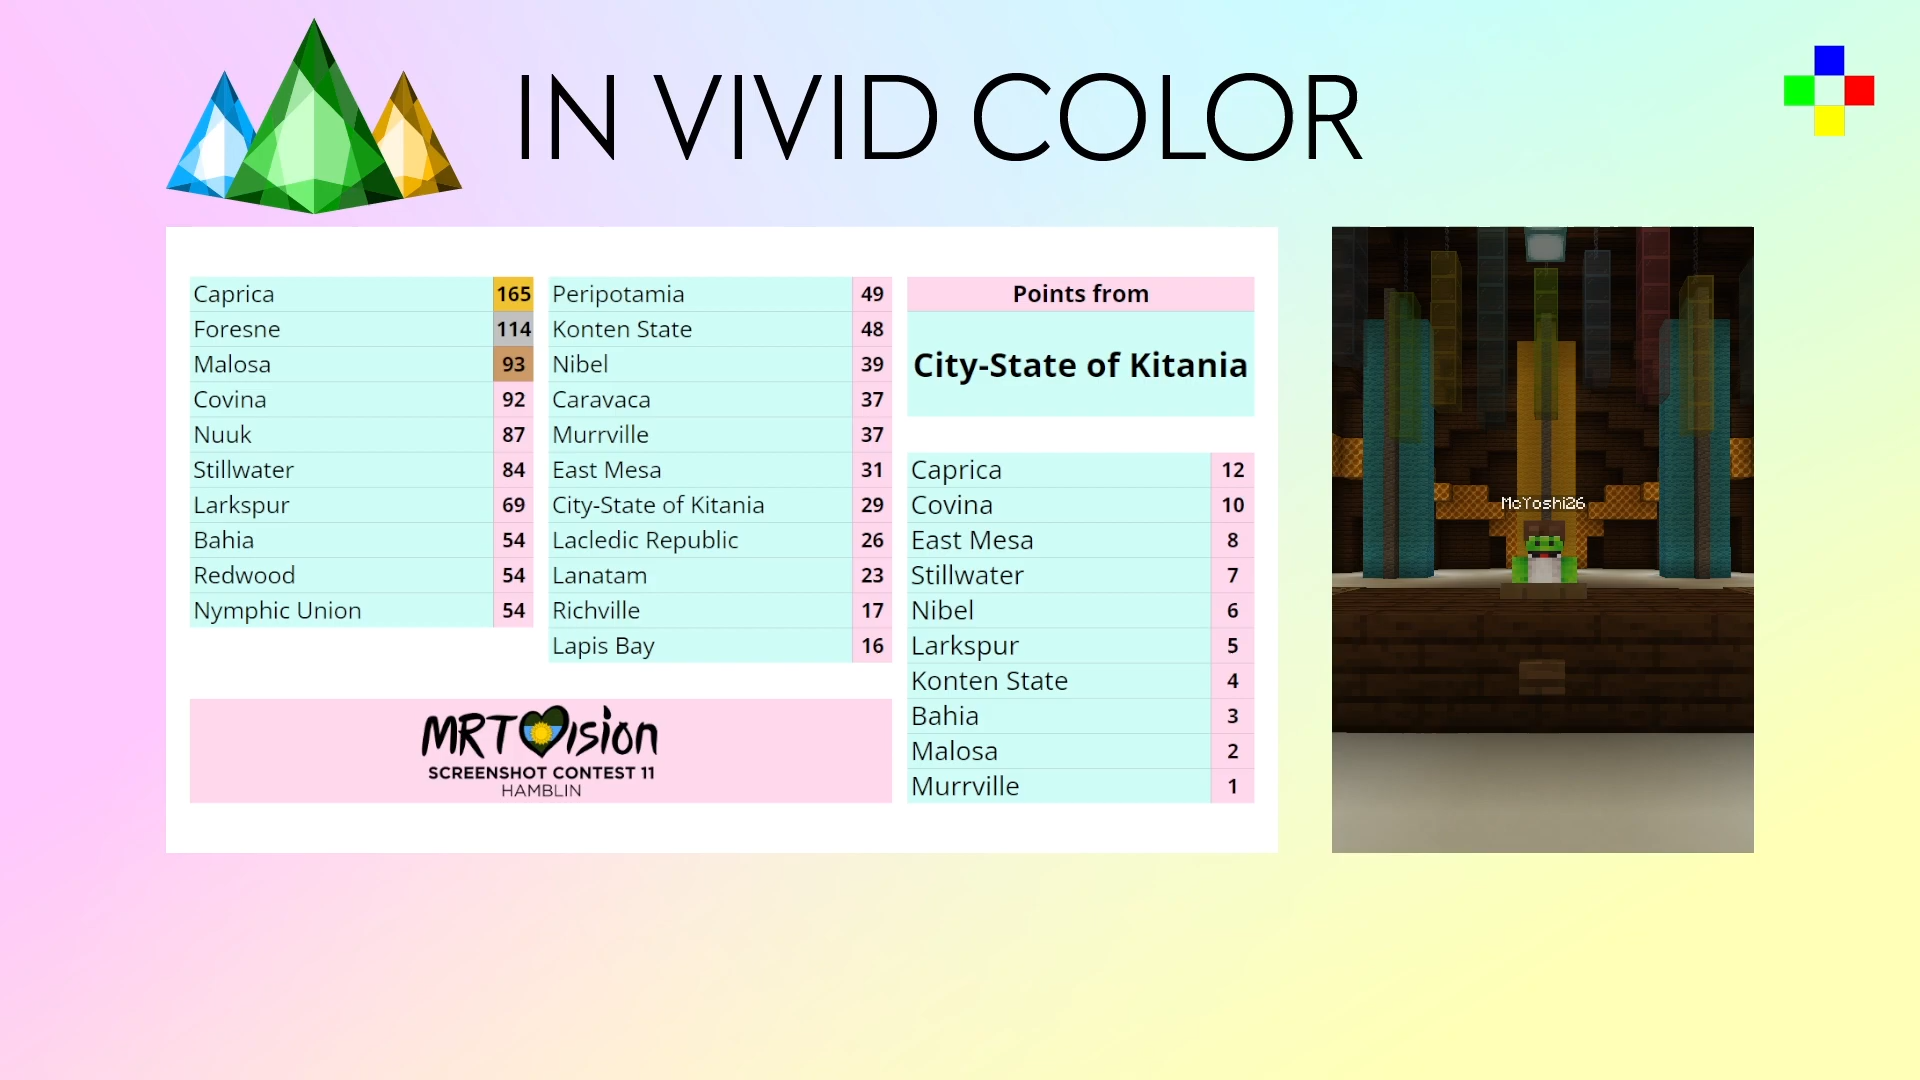 IN VIVID COLOR
Caprica 165
Foresne 114
Malosa 93
Covina 92
Nuuk 87
Stillwater 84
Larkspur 69
Bahia 54
Redwood 54
Nymphic Union 54
Peripotamia 49
Konten State 48
Nibel 39
Caravaca 37
Murrville 37
East Mesa 31
City-State of Kitania 29
Lacledic Republic 26
Lanatam 23
Richville 17
Lapis Bay 16
MRTVision
SCREENSHOT CONTEST 11
HAMBLIN
Points from
City-State of Kitania
Caprica 12
Covina 10
East Mesa 8
Stillwater 7
Nibel 6
Larkspur 5
Konten State 4
Bahia 3
Malosa 2
Murrville 1
McYoshi26